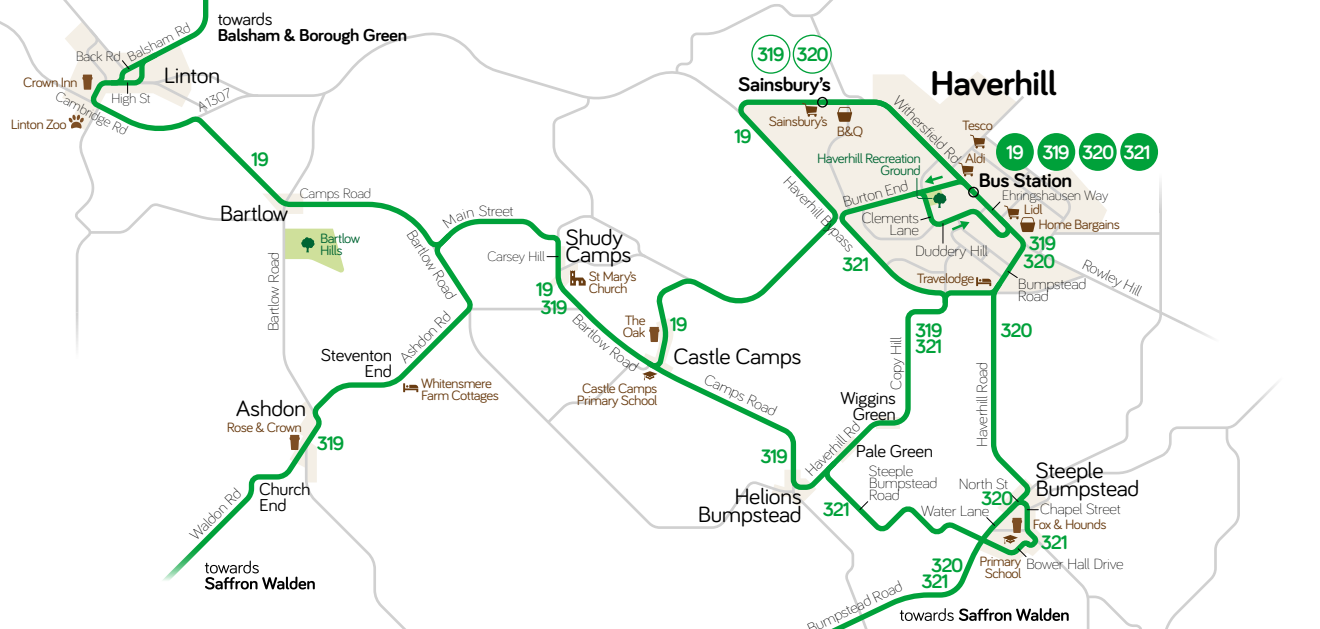 towards
Balsham & Borough Green
Back Rd
Balsham Rd
Linton
Crown Inn
High St
A1307
Cambridge Rd
Linton Zoo
19
Camps Road
Bartlow
Bartlow
Hills
Bartlow Road
Bartlow Road
Main Street
Shudy
Camps
Carsey Hill
St Mary's
Church
19
319
Bartlow Road
The
Oak
19
Castle Camps
Castle Camps
Primary School
Camps Road
Ashdon Rd
Steventon
End
Whitensmere
Farm Cottages
Ashdon
Rose & Crown
319
Church
End
Waldon Rd
towards
Saffron Walden
319 320
Sainsbury's
Sainsbury's
B&Q
19
Haverhill
Withersfield Rd
Tesco
Aldi
19 319 320 321
Bus Station
Haverhill Recreation
Ground
Burton End
Ehringshausen Way
Lidl
Home Bargains
Clements
Lane
Duddery Hill
Haverhill Bypass
321
319
320
Travelodge
Bumpstead
Road
Rowley Hill
319
321
320
Copy Hill
Haverhill Road
Wiggins
Green
Haverhill Rd
Pale Green
319
Helions
Bumpstead
Steeple
Bumpstead
Road
321
North St
320
Steeple
Bumpstead
Water Lane
Chapel Street
Fox & Hounds
321
Primary
School
Bower Hall Drive
320
321
Bumpstead Road
towards Saffron Walden